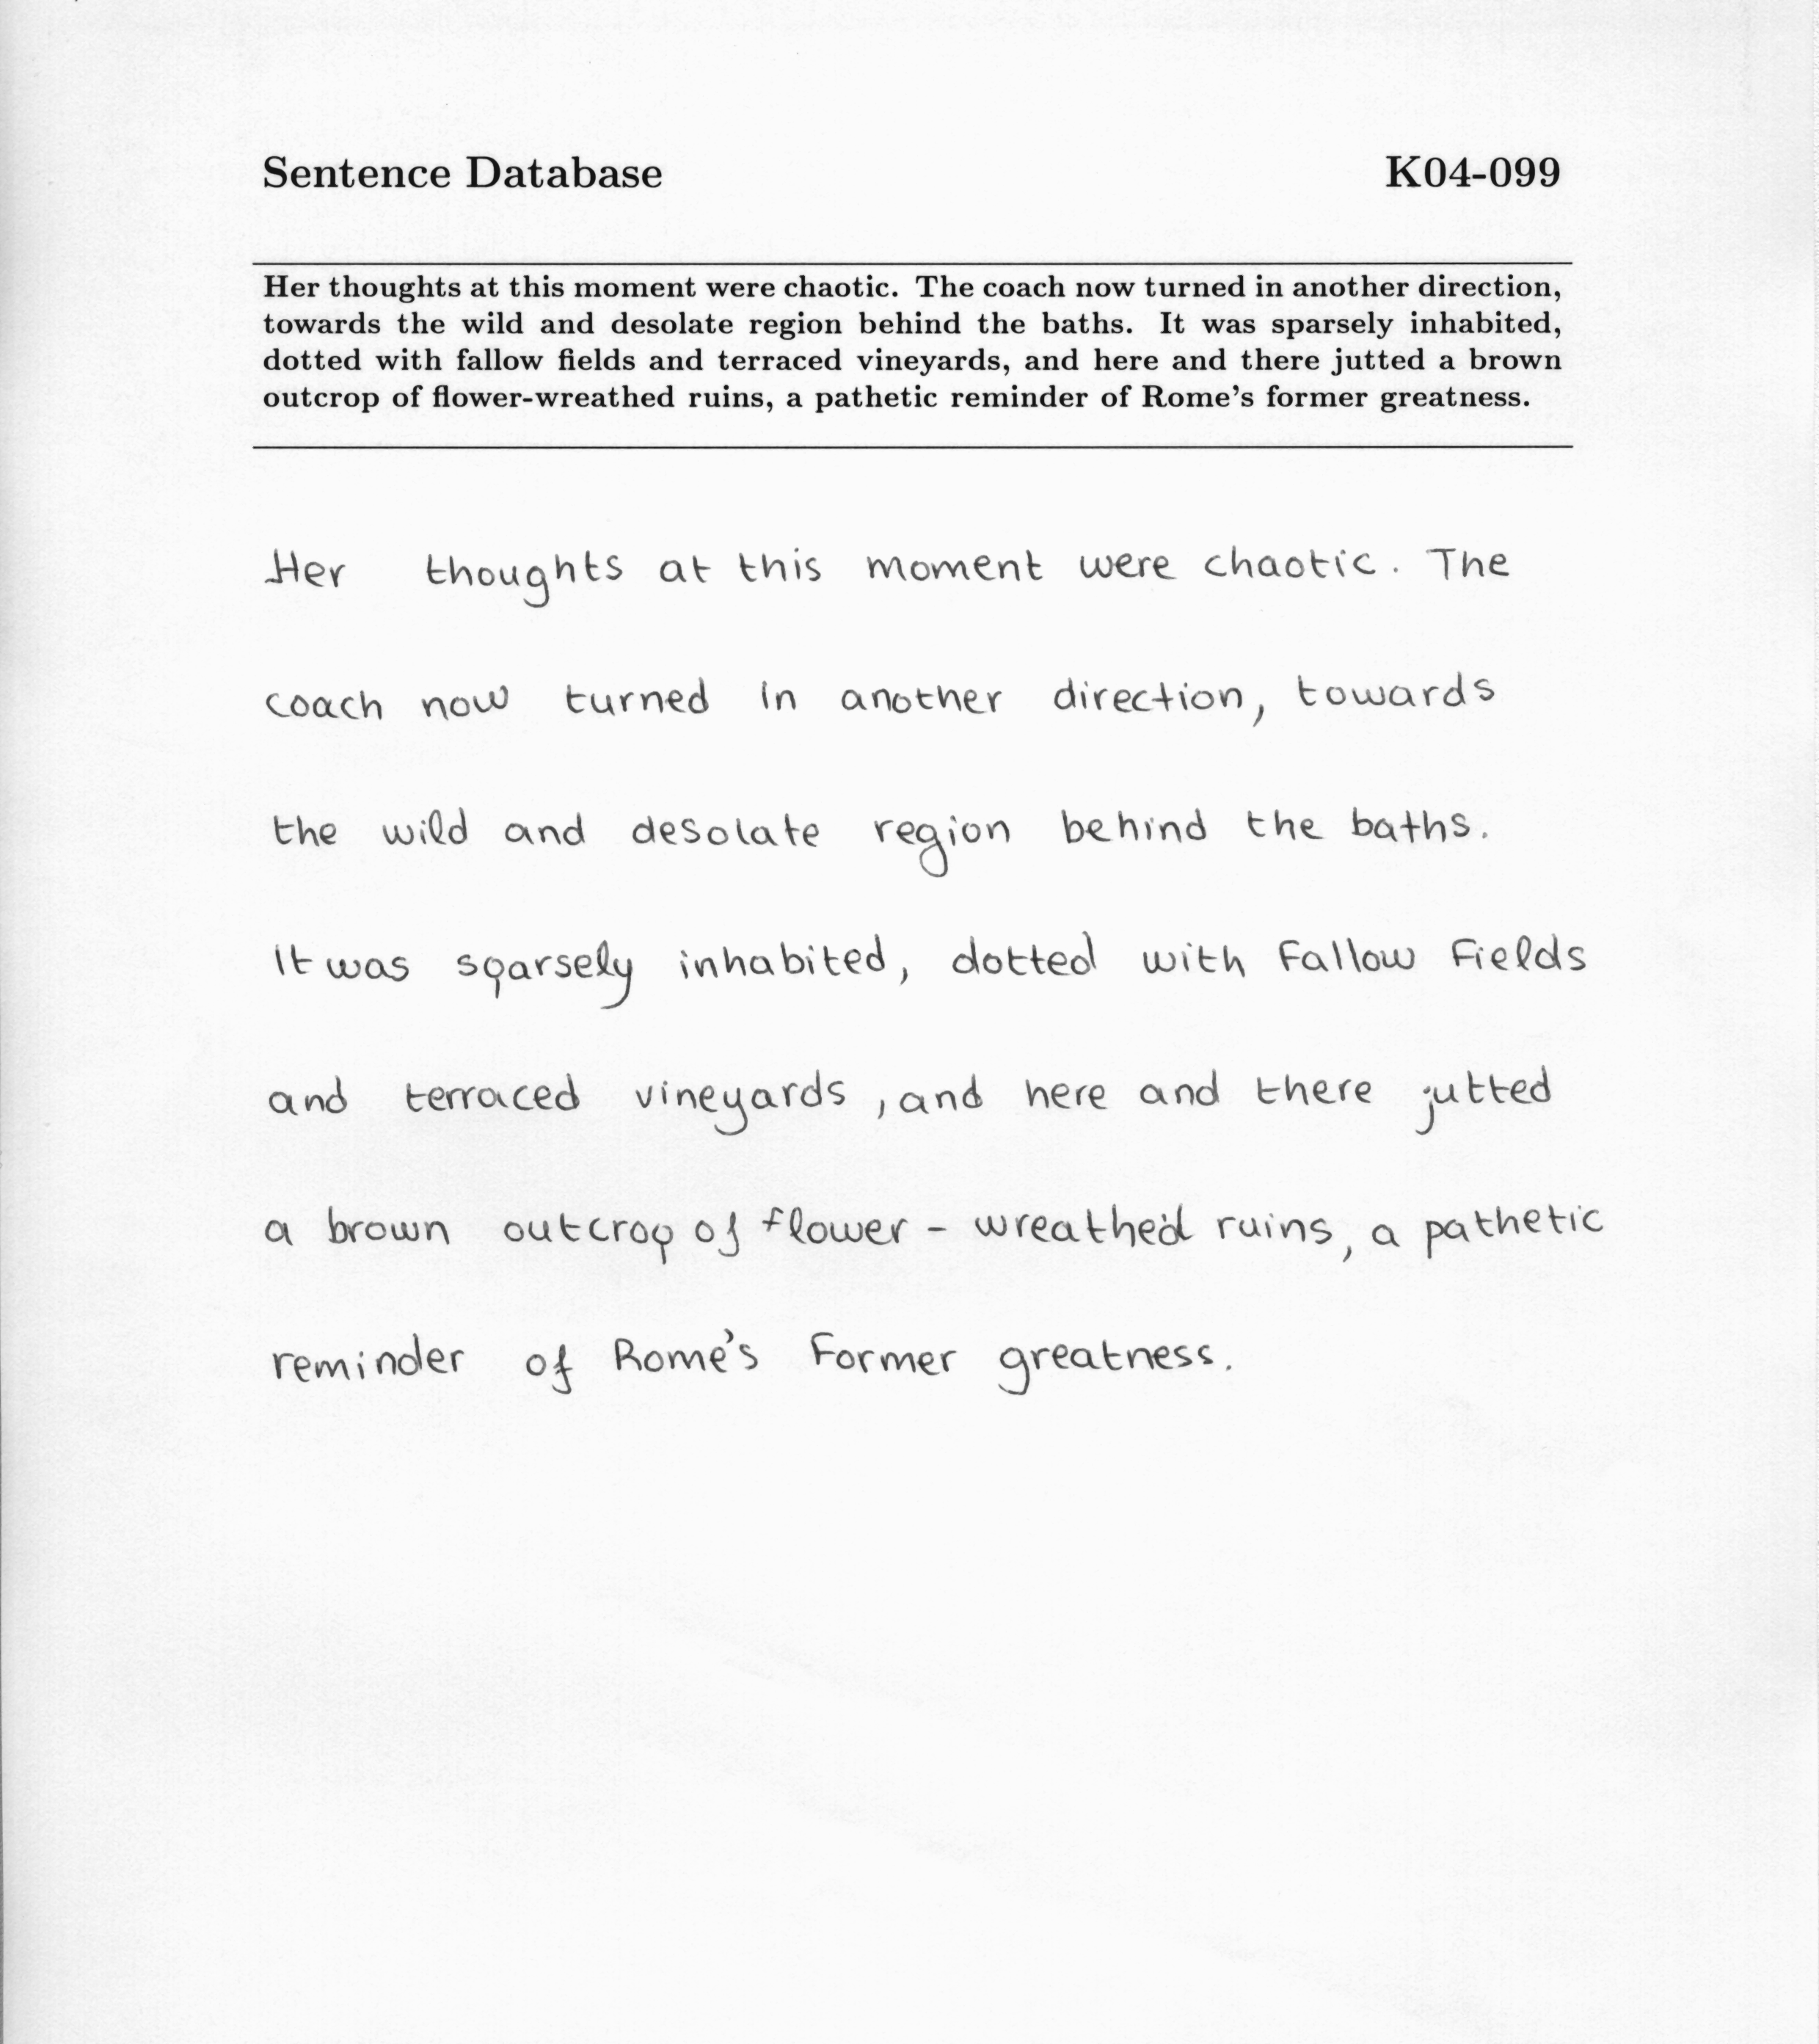 Sentence Database K04-099
Her thoughts at this moment were chaotic. The coach now turned in another direction,
towards the wild and desolate region behind the baths. It was sparsely inhabited,
dotted with fallow fields and terraced vineyards, and here and there jutted a brown
outcrop of flower-wreathed ruins, a pathetic reminder of Rome's former greatness.
Her thoughts at this moment were chaotic. The
coach now turned in another direction, towards
the wild and desolate region behind the baths.
It was sparsely inhabited, dotted with fallow fields
and terraced vineyards, and here and there jutted
a brown outcrop of flower - wreathed ruins, a pathetic
reminder of Rome's former greatness.